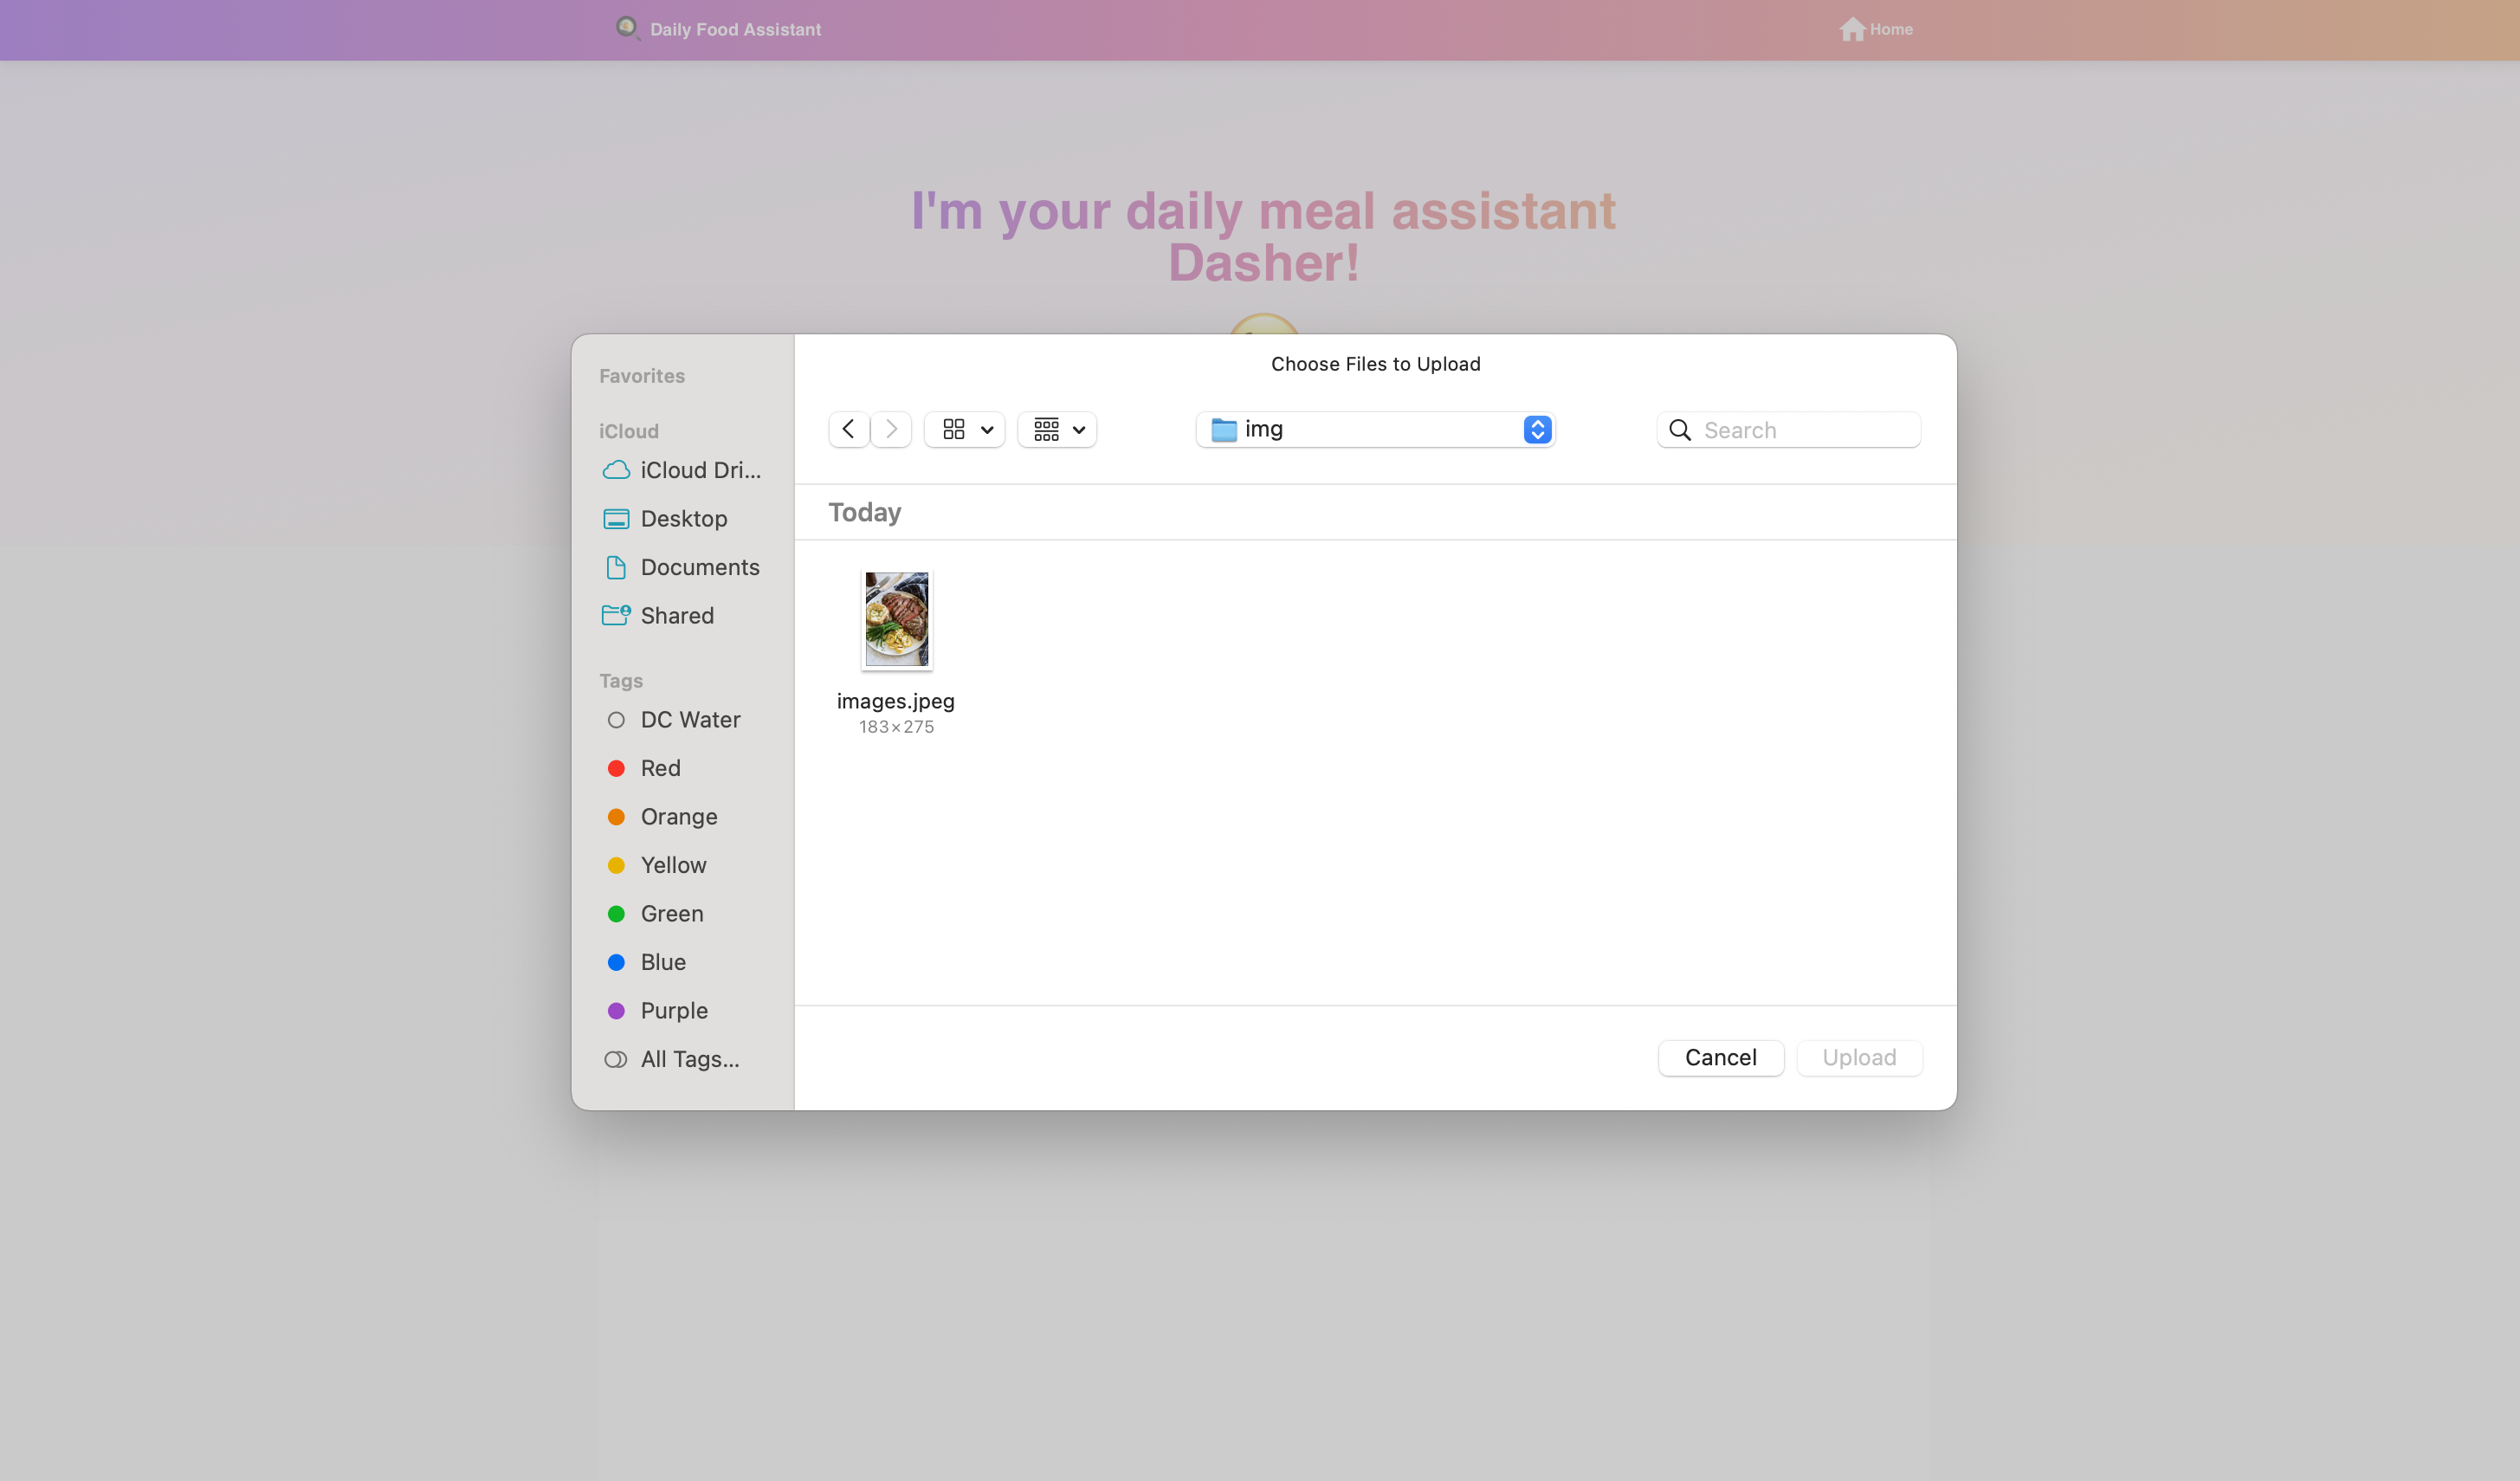 Daily Food Assistant
Home
I'm your daily meal assistant
Dasher!
Choose Files to Upload
Favorites
iCloud
iCloud Dri...
Desktop
Documents
Shared
Tags
DC Water
Red
Orange
Yellow
Green
Blue
Purple
All Tags...
img
Search
Today
images.jpeg
183×275
Cancel
Upload